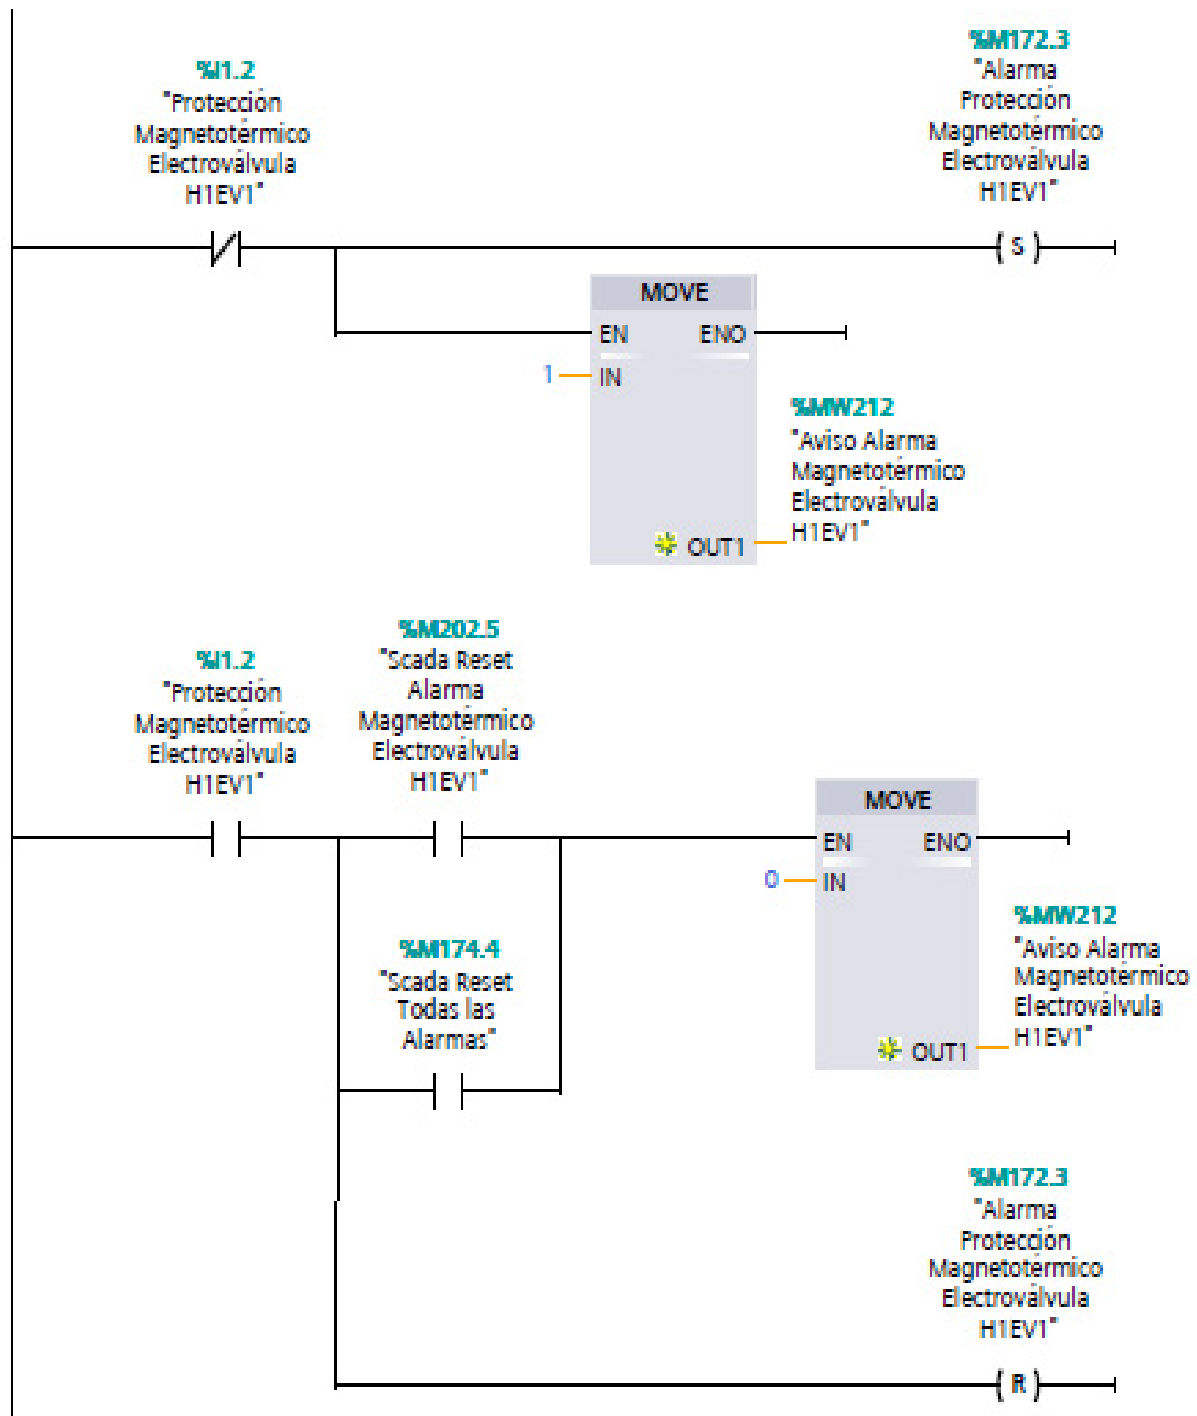 %I1.2
"Protección
Magnetotérmico
Electroválvula
H1EV1"
%M172.3
"Alarma
Protección
Magnetotérmico
Electroválvula
H1EV1"
( S )
MOVE
EN ENO
1 IN
OUT1
%MW212
"Aviso Alarma
Magnetotérmico
Electroválvula
H1EV1"
%I1.2
"Protección
Magnetotérmico
Electroválvula
H1EV1"
%M202.5
"Scada Reset
Alarma
Magnetotérmico
Electroválvula
H1EV1"
MOVE
EN ENO
0 IN
OUT1
%MW212
"Aviso Alarma
Magnetotérmico
Electroválvula
H1EV1"
%M174.4
"Scada Reset
Todas las
Alarmas"
%M172.3
"Alarma
Protección
Magnetotérmico
Electroválvula
H1EV1"
( R )